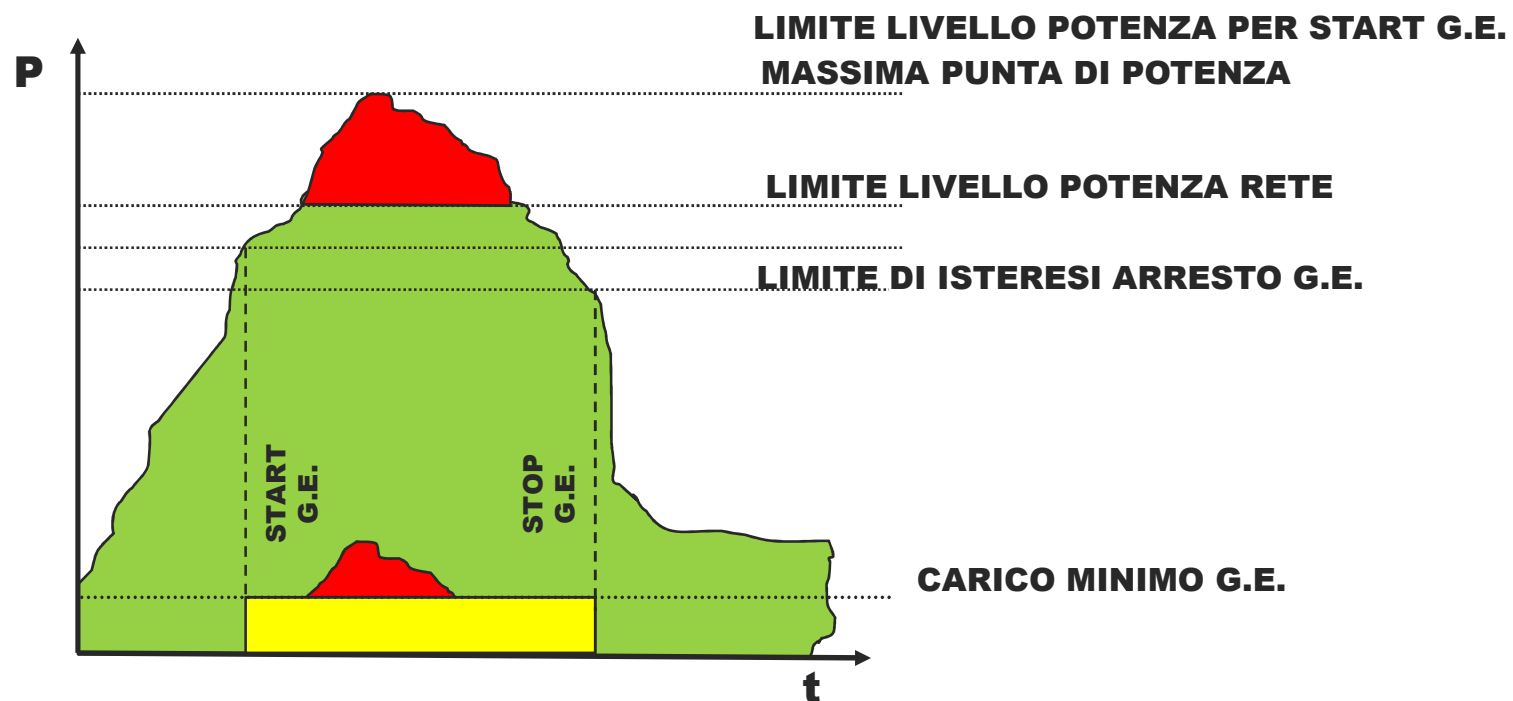 LIMITE LIVELLO POTENZA PER START G.E.
P
MASSIMA PUNTA DI POTENZA
LIMITE LIVELLO POTENZA RETE
LIMITE DI ISTERESI ARRESTO G.E.
START
G.E.
STOP
G.E.
CARICO MINIMO G.E.
t